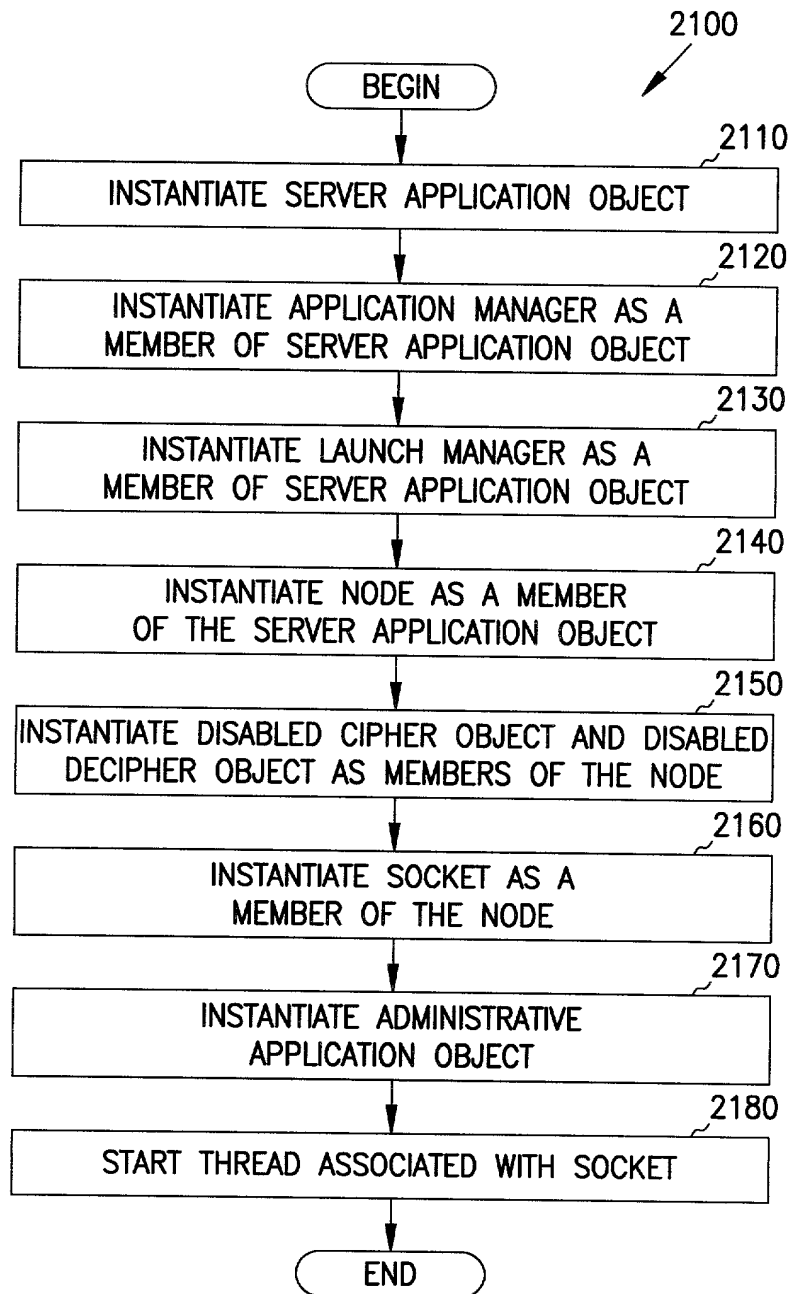 2100
BEGIN
2110
INSTANTIATE SERVER APPLICATION OBJECT
2120
INSTANTIATE APPLICATION MANAGER AS A
MEMBER OF SERVER APPLICATION OBJECT
2130
INSTANTIATE LAUNCH MANAGER AS A
MEMBER OF SERVER APPLICATION OBJECT
2140
INSTANTIATE NODE AS A MEMBER
OF THE SERVER APPLICATION OBJECT
2150
INSTANTIATE DISABLED CIPHER OBJECT AND DISABLED
DECIPHER OBJECT AS MEMBERS OF THE NODE
2160
INSTANTIATE SOCKET AS A
MEMBER OF THE NODE
2170
INSTANTIATE ADMINISTRATIVE
APPLICATION OBJECT
2180
START THREAD ASSOCIATED WITH SOCKET
END